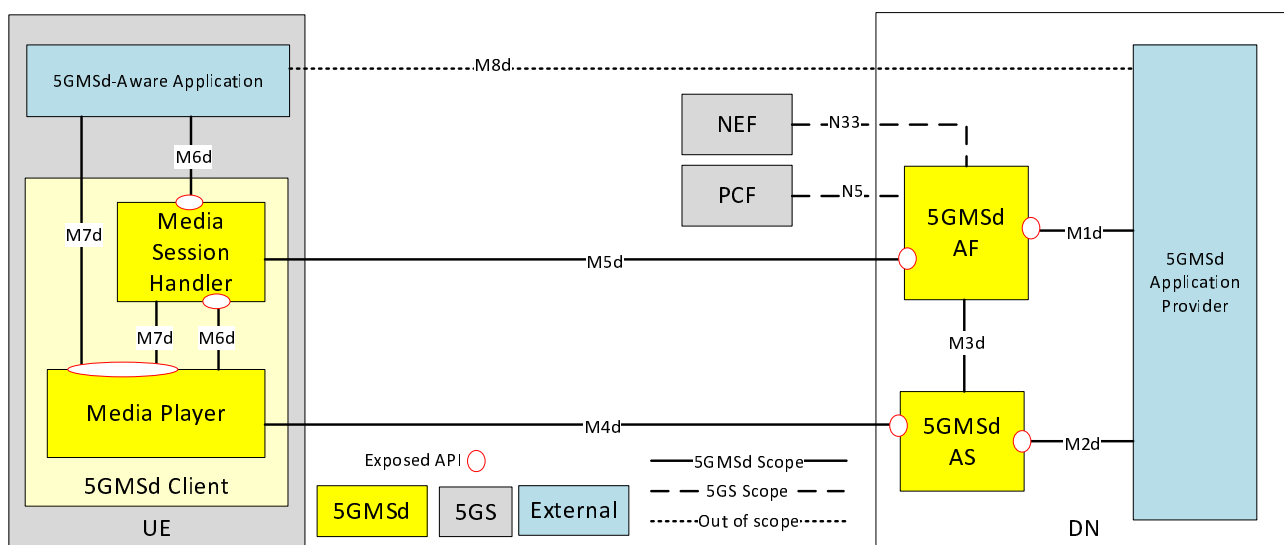 5GMSd-Aware Application
M8d
NEF
N33
M6d
PCF
N5
Media
Session
Handler
M7d
5GMSd
AF
M1d
M5d
5GMSd
Application
Provider
M7d
M6d
M3d
Media Player
M4d
5GMSd
AS
M2d
Exposed API
5GMSd Scope
5GMSd Client
5GMSd
5GS
External
5GS Scope
Out of scope
UE
DN